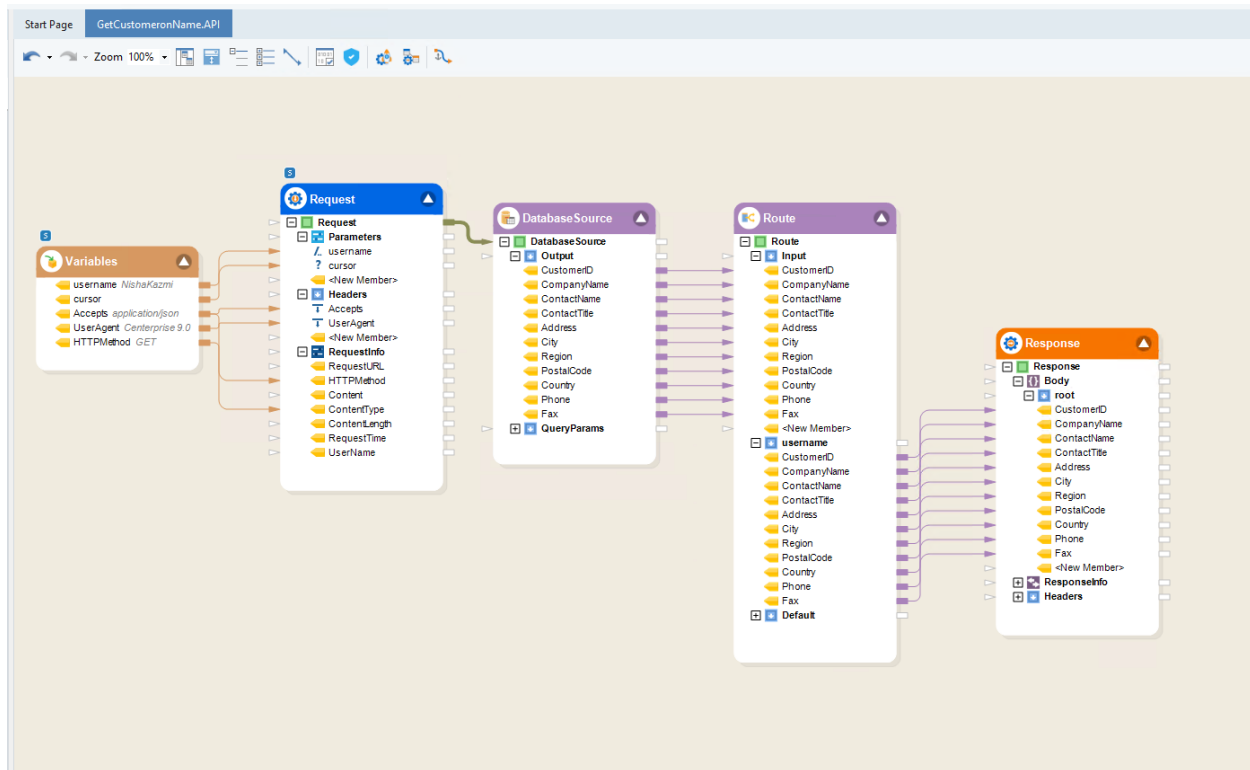 Start Page GetCustomeronName.API
Zoom 100%
S
Variables
username NishaKazmi
cursor
Accepts application/json
UserAgent Centerprise 9.0
HTTPMethod GET
S
Request
Request
Parameters
username
? cursor
<New Member>
Headers
Accepts
UserAgent
<New Member>
RequestInfo
RequestURL
HTTPMethod
Content
ContentType
ContentLength
RequestTime
UserName
DatabaseSource
DatabaseSource
Output
CustomerID
CompanyName
ContactName
ContactTitle
Address
City
Region
PostalCode
Country
Phone
Fax
QueryParams
Route
Route
Input
CustomerID
CompanyName
ContactName
ContactTitle
Address
City
Region
PostalCode
Country
Phone
Fax
<New Member>
username
CustomerID
CompanyName
ContactName
ContactTitle
Address
City
Region
PostalCode
Country
Phone
Fax
Default
Response
Response
Body
root
CustomerID
CompanyName
ContactName
ContactTitle
Address
City
Region
PostalCode
Country
Phone
Fax
<New Member>
ResponseInfo
Headers